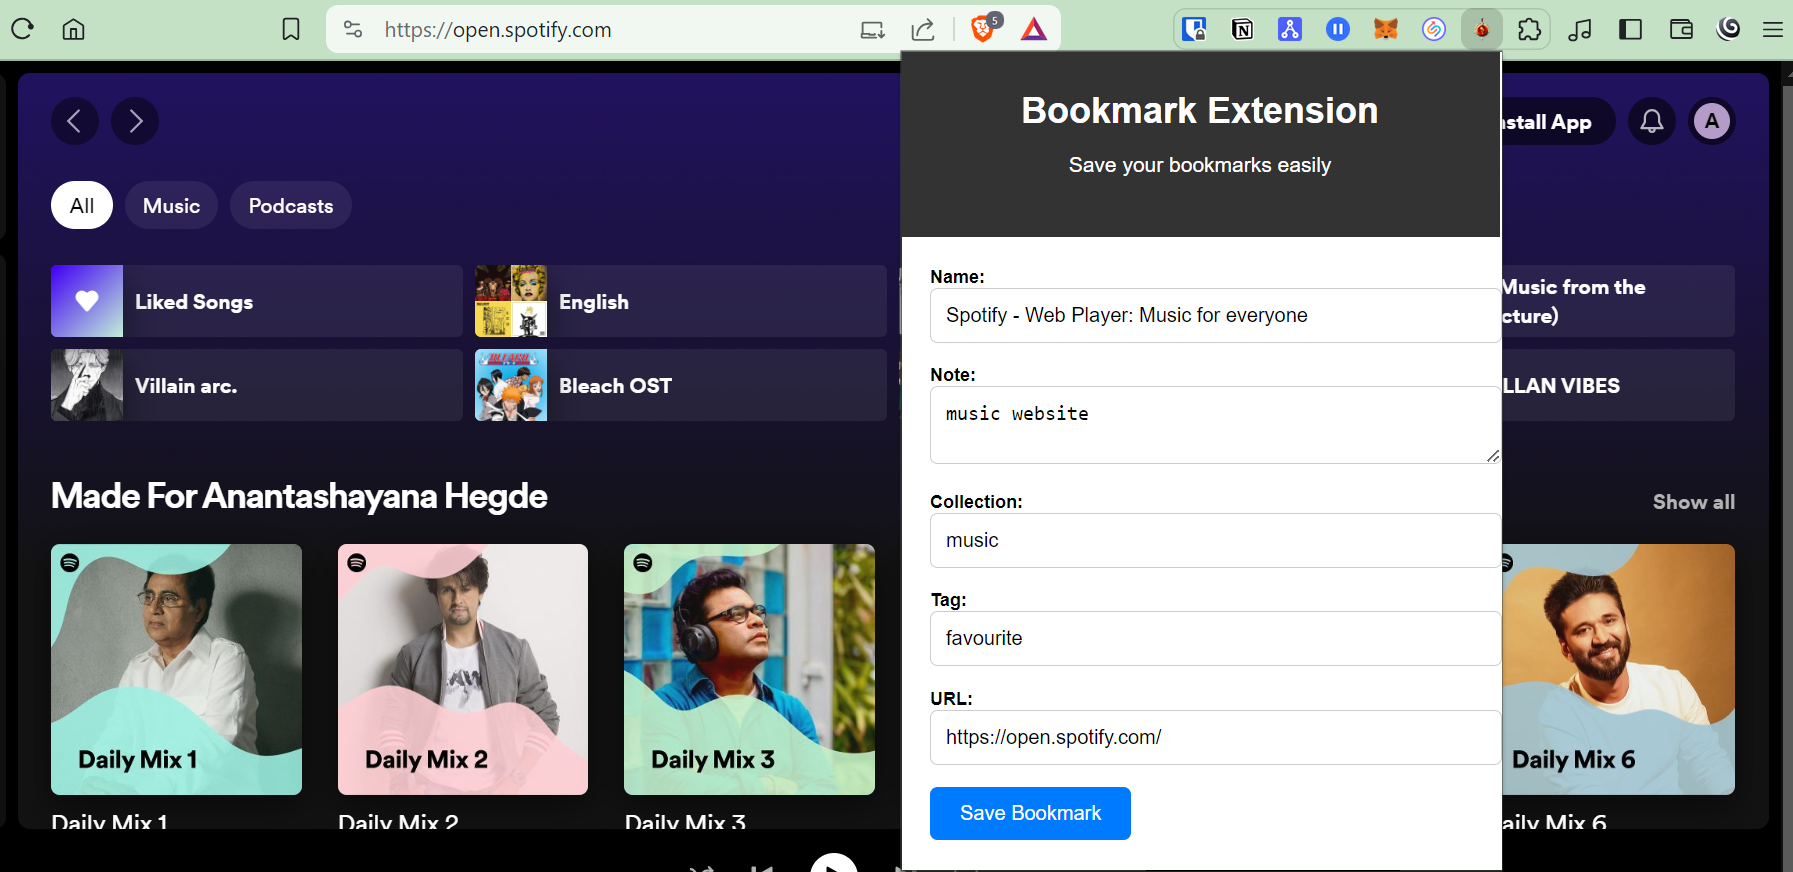 https://open.spotify.com
5
N
Bookmark Extension
Save your bookmarks easily
nstall App
A
All
Music
Podcasts
Liked Songs
English
Music from the
cture)
Villain arc.
Bleach OST
LLAN VIBES
Name:
Spotify - Web Player: Music for everyone
Note:
music website
Made For Anantashayana Hegde
Show all
Collection:
music
Tag:
favourite
URL:
https://open.spotify.com/
Save Bookmark
Daily Mix 1
Daily Mix 2
Daily Mix 3
Daily Mix 6
Daily Mix 1
Daily Mix 2
Daily Mix 3
aily Mix 6